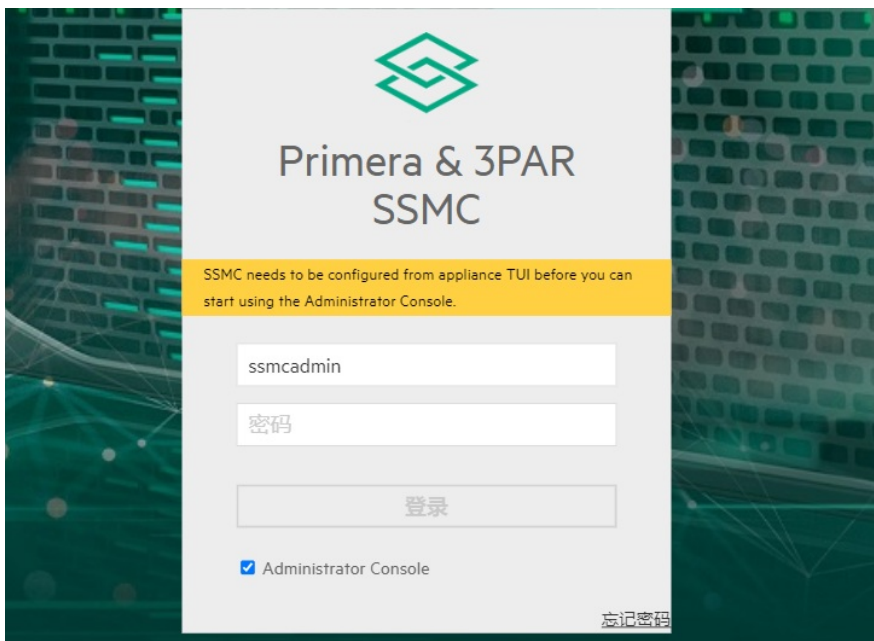 Primera & 3PAR
SSMC
SSMC needs to be configured from appliance TUI before you can
start using the Administrator Console.
ssmcadmin
密码
登录
Administrator Console
忘记密码